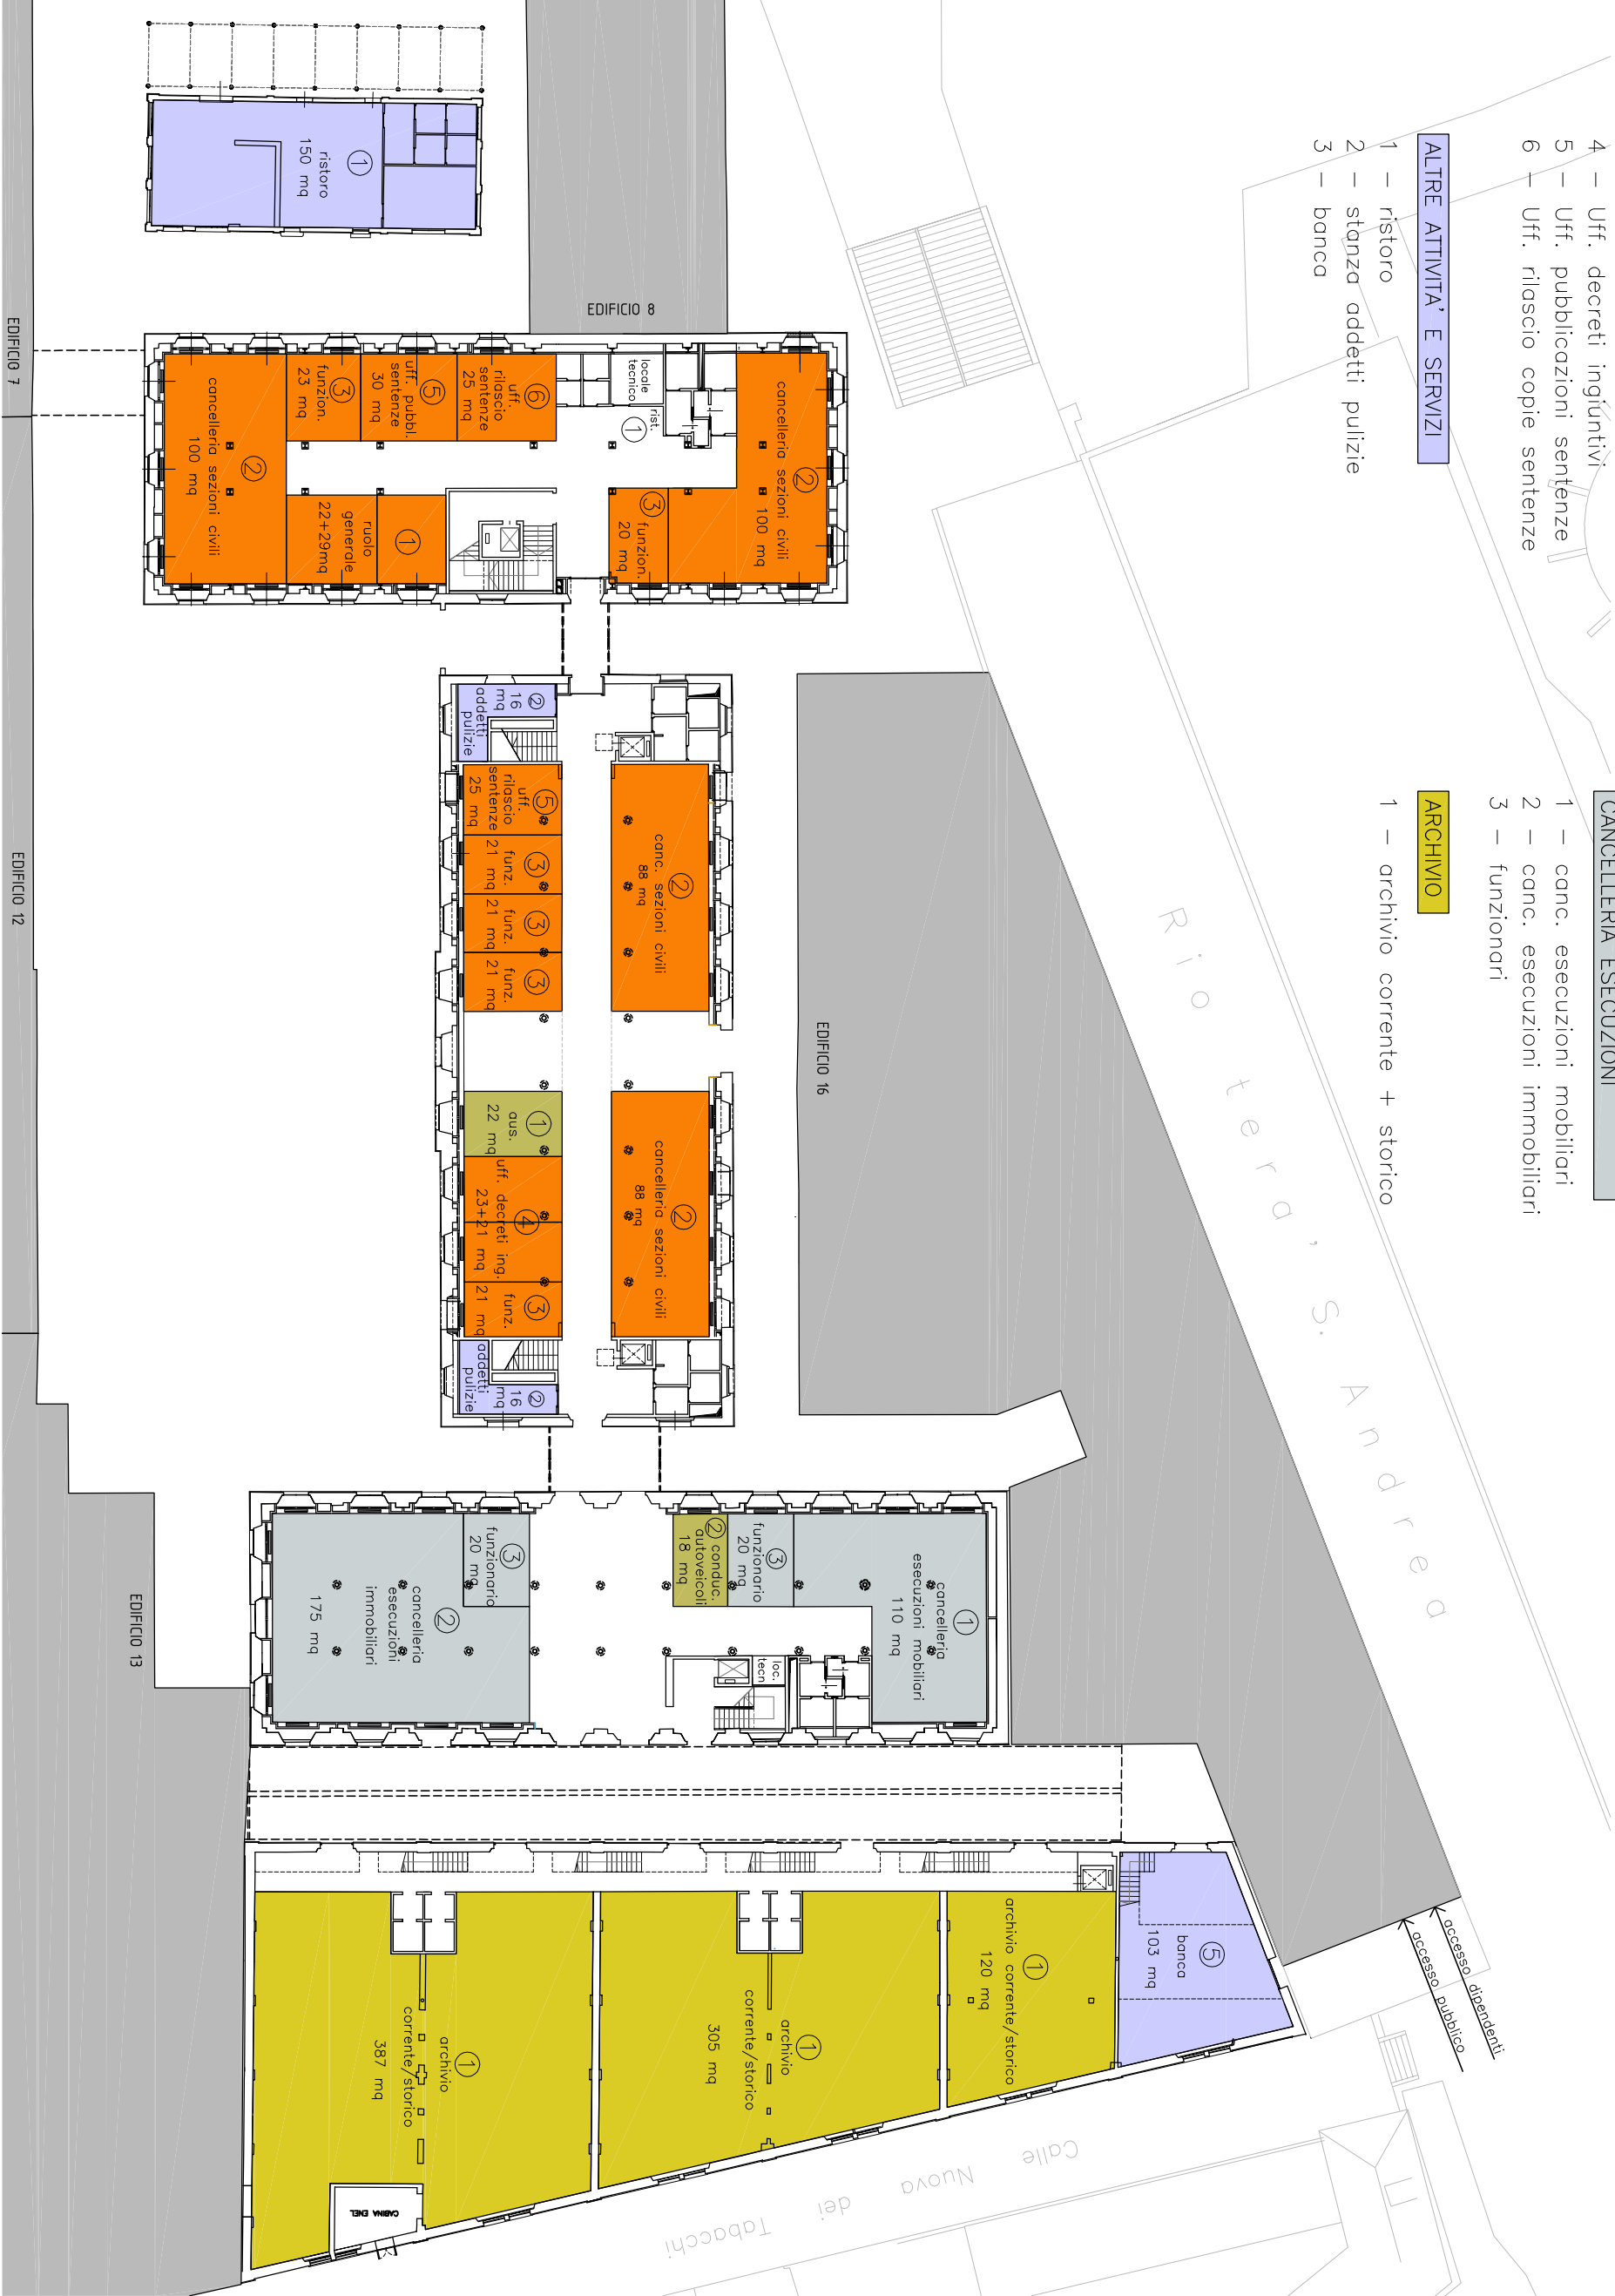 4 – Uff. decreti ingiuntivi
5 – Uff. pubblicazioni sentenze
6 – Uff. rilascio copie sentenze
ALTRE ATTIVITA' E SERVIZI
1 – ristoro
2 – stanza addetti pulizie
3 – banca
CANCELLERIA ESECUZIONI
1 – canc. esecuzioni mobiliari
2 – canc. esecuzioni immobiliari
3 – funzionari
ARCHIVIO
1 – archivio corrente + storico
Rio terà S. Andrea
accesso dipendenti
accesso pubblico
EDIFICIO 8
EDIFICIO 16
EDIFICIO 7
EDIFICIO 12
EDIFICIO 13
1
ristoro
150 mq
2
cancelleria sezioni civili
100 mq
locale
tecnico
rist.
1
3
funzion.
20 mq
6
uff.
rilascio
sentenze
25 mq
5
uff. pubbl.
sentenze
30 mq
3
funzion.
23 mq
2
cancelleria sezioni civili
100 mq
1
ruolo
generale
22+29mq
2
16
mq
addetti
pulizie
2
canc. sezioni civili
88 mq
2
cancelleria sezioni civili
88 mq
5
uff.
rilascio
sentenze
25 mq
3
funz.
21 mq
3
funz.
21 mq
3
funz.
21 mq
1
aus.
22 mq
4
uff. decreti ing.
23+21 mq
3
funz.
21 mq
2
16
mq
addetti
pulizie
1
cancelleria
esecuzioni mobiliari
110 mq
3
funzionario
20 mq
2 conduc.
autoveicoli
18 mq
loc.
tecn
3
funzionario
20 mq
2
cancelleria
esecuzioni
immobiliari
175 mq
5
banca
103 mq
1
archivio corrente/storico
120 mq
1
archivio
corrente/storico
305 mq
1
archivio
corrente/storico
387 mq
CABINA ENEL
Calle Nuova dei Tabacchi